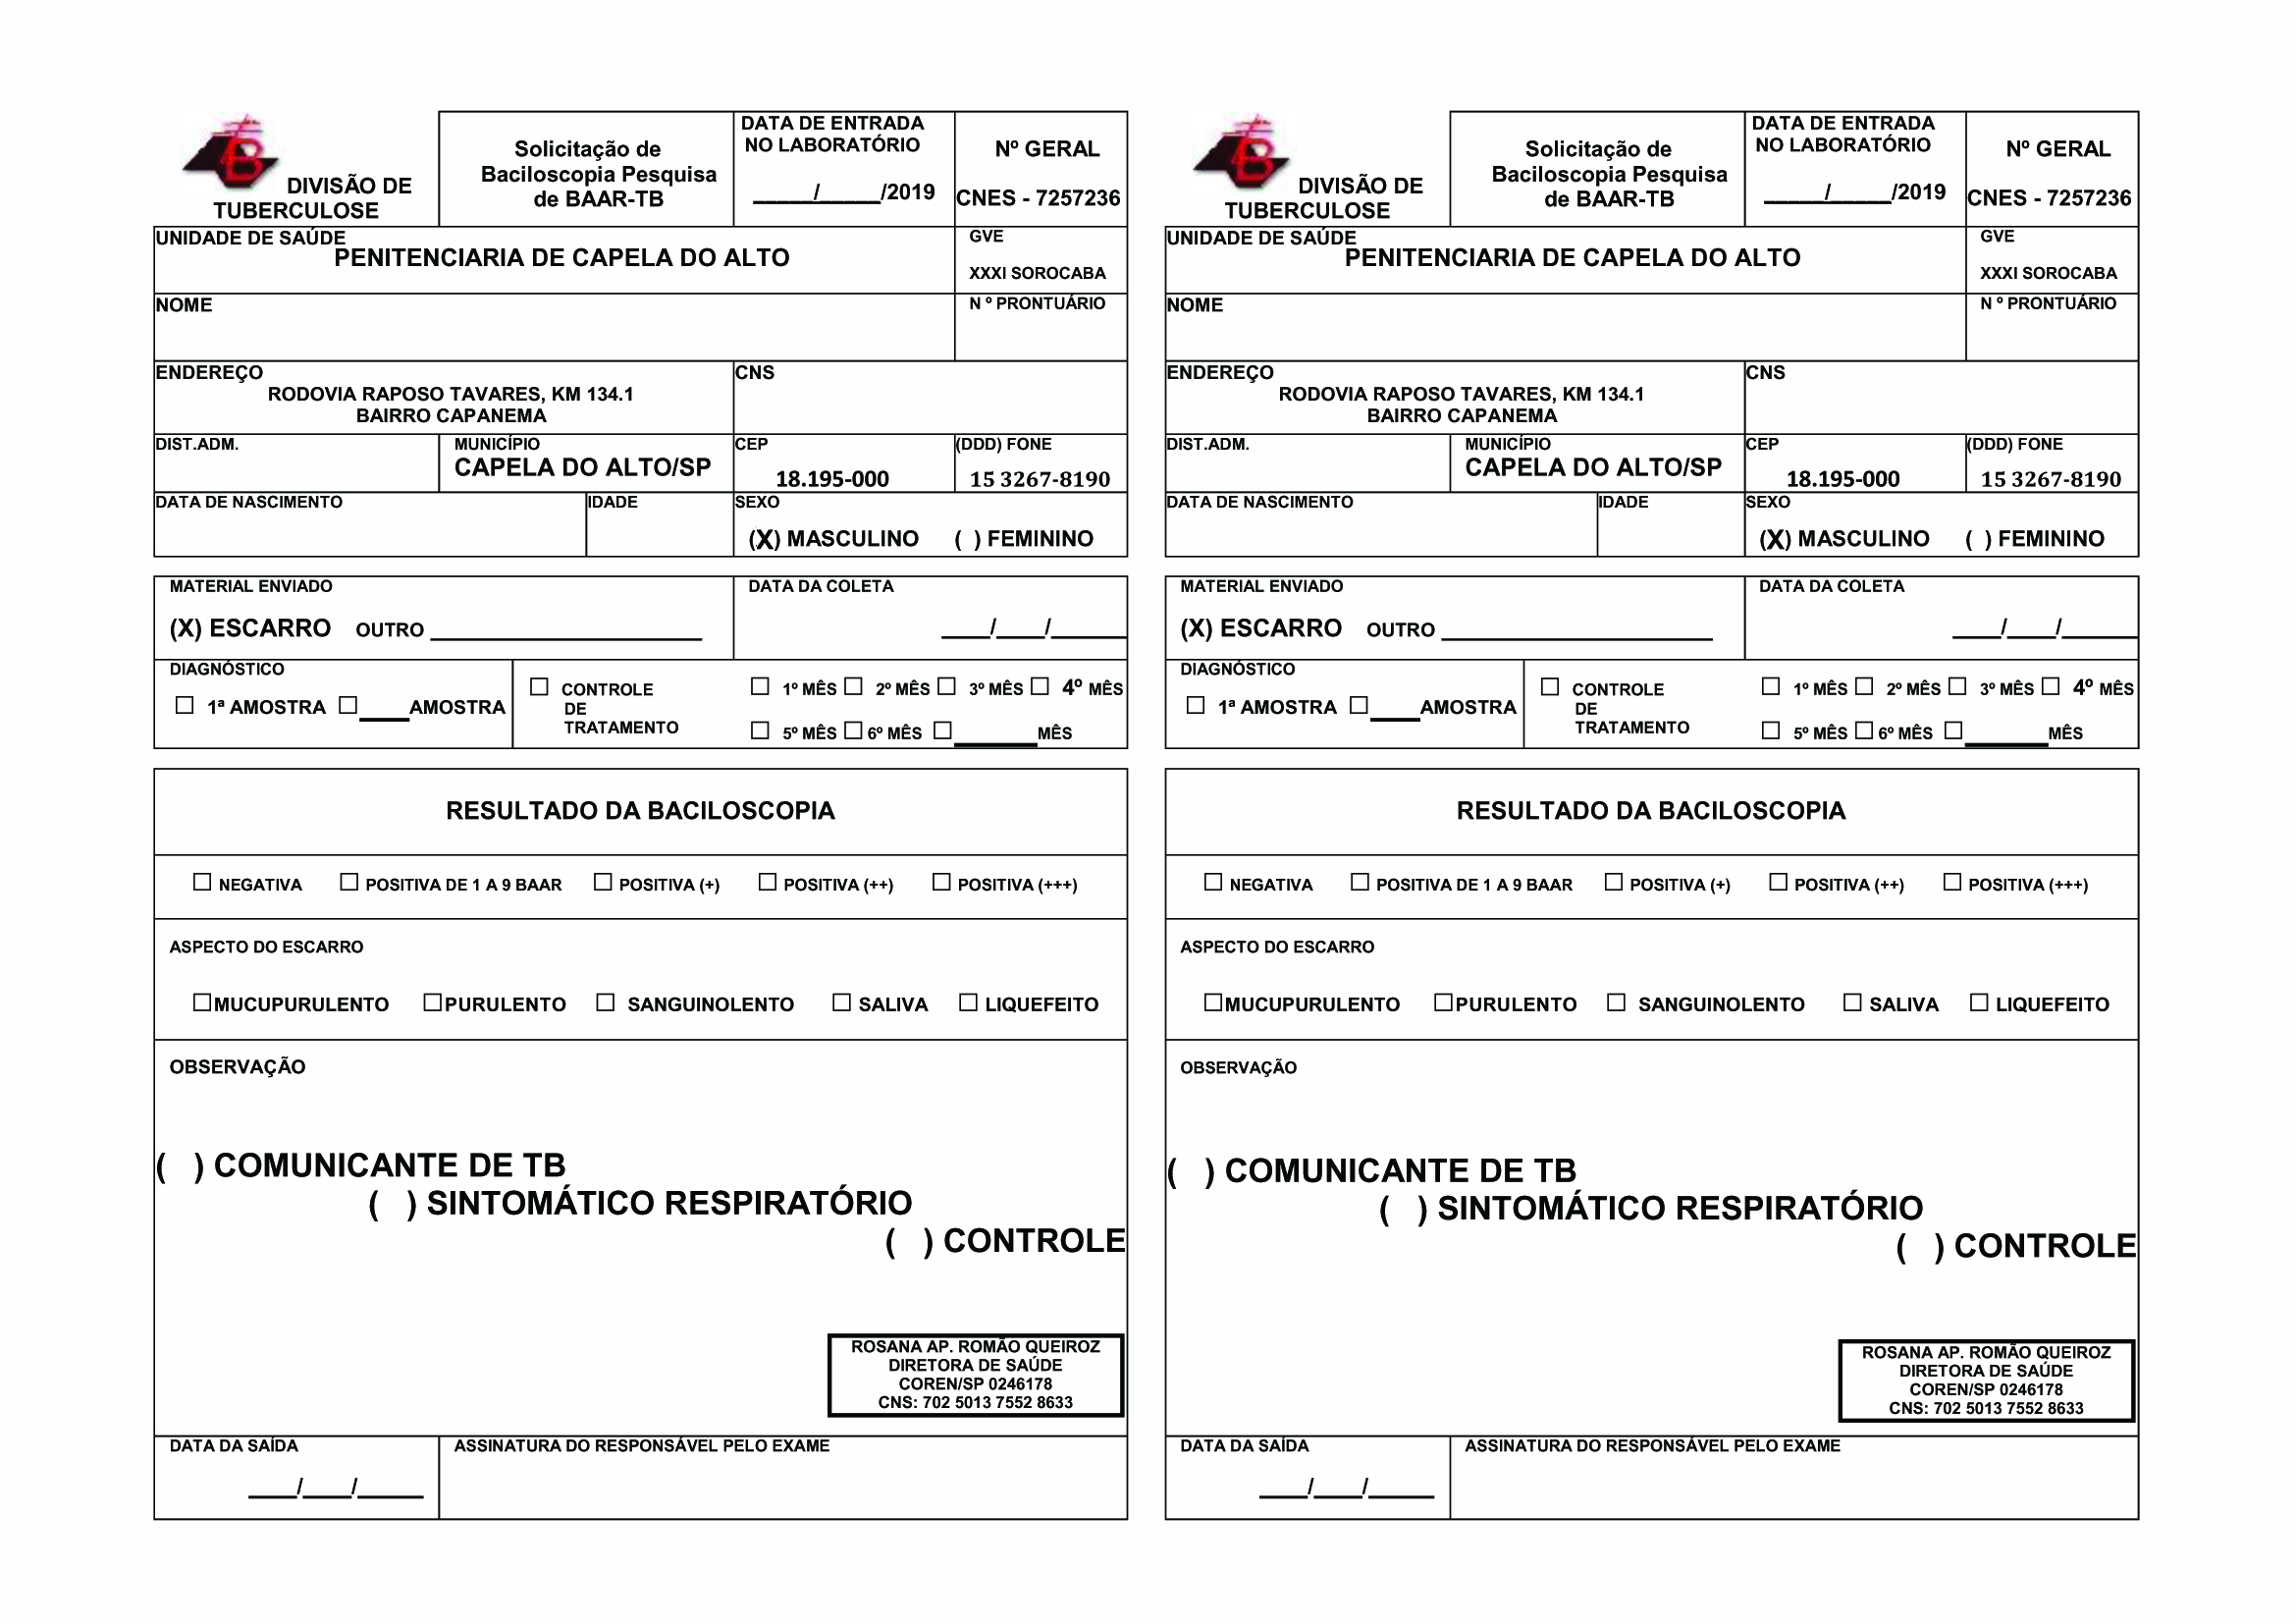 DIVISÃO DE
TUBERCULOSE
Solicitação de
Baciloscopia Pesquisa
de BAAR-TB
DATA DE ENTRADA
NO LABORATÓRIO
_____/_____/2019
Nº GERAL
CNES - 7257236
UNIDADE DE SAÚDE
PENITENCIARIA DE CAPELA DO ALTO
GVE
XXXI SOROCABA
NOME
N º PRONTUÁRIO
ENDEREÇO
RODOVIA RAPOSO TAVARES, KM 134.1
BAIRRO CAPANEMA
CNS
DIST.ADM.
MUNICÍPIO
CAPELA DO ALTO/SP
CEP
18.195-000
(DDD) FONE
15 3267-8190
DATA DE NASCIMENTO
IDADE
SEXO
(X) MASCULINO ( ) FEMININO
MATERIAL ENVIADO
(X) ESCARRO OUTRO ____________________
DATA DA COLETA
____/____/______
DIAGNÓSTICO
☐ 1ª AMOSTRA ☐____AMOSTRA
☐ CONTROLE
DE
TRATAMENTO
☐ 1º MÊS ☐ 2º MÊS ☐ 3º MÊS ☐ 4º MÊS
☐ 5º MÊS ☐ 6º MÊS ☐________MÊS
RESULTADO DA BACILOSCOPIA
☐ NEGATIVA ☐ POSITIVA DE 1 A 9 BAAR ☐ POSITIVA (+) ☐ POSITIVA (++) ☐ POSITIVA (+++)
ASPECTO DO ESCARRO
☐MUCUPURULENTO ☐PURULENTO ☐ SANGUINOLENTO ☐ SALIVA ☐ LIQUEFEITO
OBSERVAÇÃO
( ) COMUNICANTE DE TB
( ) SINTOMÁTICO RESPIRATÓRIO
( ) CONTROLE
ROSANA AP. ROMÃO QUEIROZ
DIRETORA DE SAÚDE
COREN/SP 0246178
CNS: 702 5013 7552 8633
DATA DA SAÍDA
____/____/______
ASSINATURA DO RESPONSÁVEL PELO EXAME
DIVISÃO DE
TUBERCULOSE
Solicitação de
Baciloscopia Pesquisa
de BAAR-TB
DATA DE ENTRADA
NO LABORATÓRIO
_____/_____/2019
Nº GERAL
CNES - 7257236
UNIDADE DE SAÚDE
PENITENCIARIA DE CAPELA DO ALTO
GVE
XXXI SOROCABA
NOME
N º PRONTUÁRIO
ENDEREÇO
RODOVIA RAPOSO TAVARES, KM 134.1
BAIRRO CAPANEMA
CNS
DIST.ADM.
MUNICÍPIO
CAPELA DO ALTO/SP
CEP
18.195-000
(DDD) FONE
15 3267-8190
DATA DE NASCIMENTO
IDADE
SEXO
(X) MASCULINO ( ) FEMININO
MATERIAL ENVIADO
(X) ESCARRO OUTRO ____________________
DATA DA COLETA
____/____/______
DIAGNÓSTICO
☐ 1ª AMOSTRA ☐____AMOSTRA
☐ CONTROLE
DE
TRATAMENTO
☐ 1º MÊS ☐ 2º MÊS ☐ 3º MÊS ☐ 4º MÊS
☐ 5º MÊS ☐ 6º MÊS ☐________MÊS
RESULTADO DA BACILOSCOPIA
☐ NEGATIVA ☐ POSITIVA DE 1 A 9 BAAR ☐ POSITIVA (+) ☐ POSITIVA (++) ☐ POSITIVA (+++)
ASPECTO DO ESCARRO
☐MUCUPURULENTO ☐PURULENTO ☐ SANGUINOLENTO ☐ SALIVA ☐ LIQUEFEITO
OBSERVAÇÃO
( ) COMUNICANTE DE TB
( ) SINTOMÁTICO RESPIRATÓRIO
( ) CONTROLE
ROSANA AP. ROMÃO QUEIROZ
DIRETORA DE SAÚDE
COREN/SP 0246178
CNS: 702 5013 7552 8633
DATA DA SAÍDA
____/____/______
ASSINATURA DO RESPONSÁVEL PELO EXAME